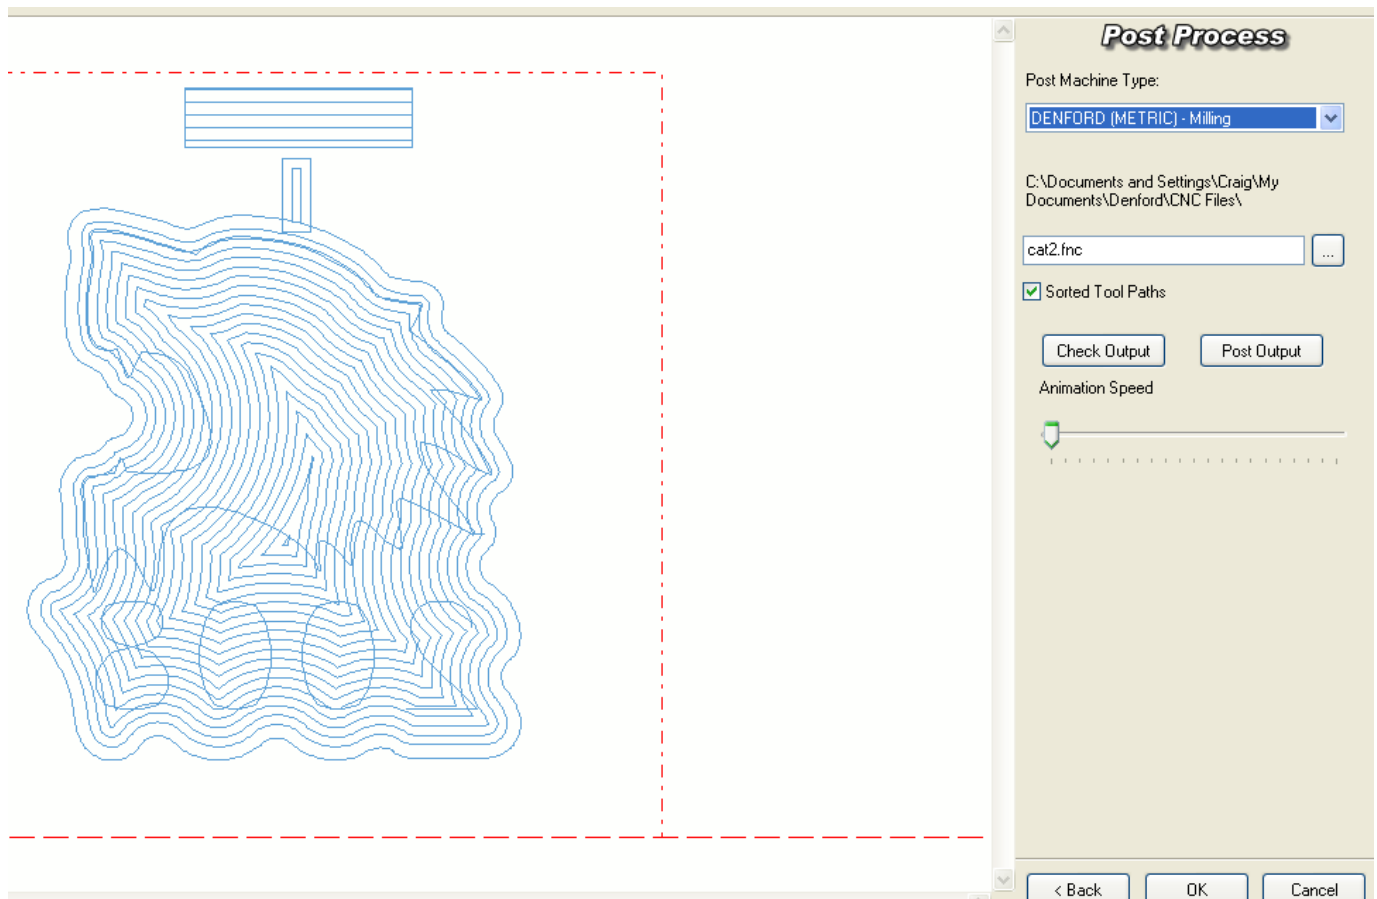 Post Process
Post Machine Type:
DENFORD (METRIC) - Milling
C:\Documents and Settings\Craig\My
Documents\Denford\CNC Files\
cat2.fnc
...
Sorted Tool Paths
Check Output
Post Output
Animation Speed
< Back
OK
Cancel